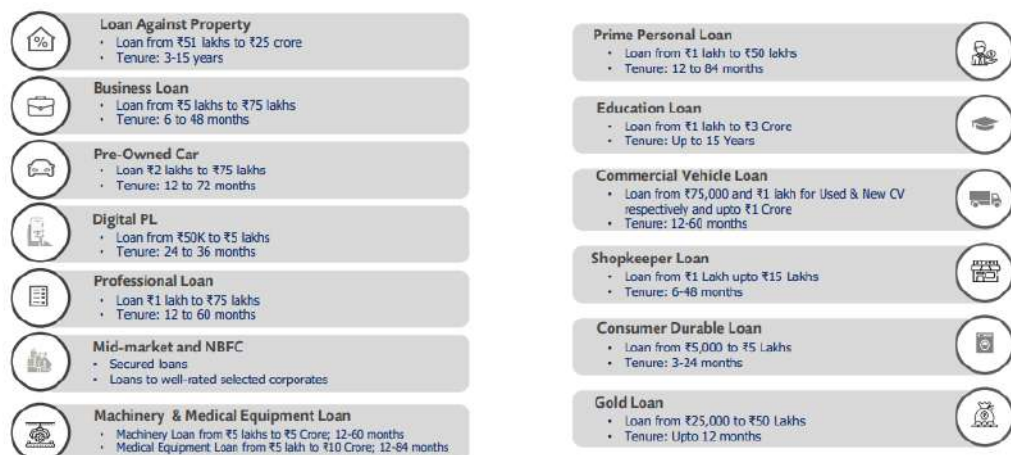 Loan Against Property
• Loan from ₹51 lakhs to ₹25 crore
• Tenure: 3-15 years
Business Loan
• Loan from ₹5 lakhs to ₹75 lakhs
• Tenure: 6 to 48 months
Pre-Owned Car
• Loan ₹2 lakhs to ₹75 lakhs
• Tenure: 12 to 72 months
Digital PL
• Loan from ₹50K to ₹5 lakhs
• Tenure: 24 to 36 months
Professional Loan
• Loan ₹1 lakh to ₹75 lakhs
• Tenure: 12 to 60 months
Mid-market and NBFC
• Secured loans
• Loans to well-rated selected corporates
Machinery & Medical Equipment Loan
• Machinery Loan from ₹5 lakhs to ₹5 Crore; 12-60 months
• Medical Equipment Loan from ₹5 lakh to ₹10 Crore; 12-84 months
Prime Personal Loan
• Loan from ₹1 lakh to ₹50 lakhs
• Tenure: 12 to 84 months
Education Loan
• Loan from ₹1 lakh to ₹3 Crore
• Tenure: Up to 15 Years
Commercial Vehicle Loan
• Loan from ₹75,000 and ₹1 lakh for Used & New CV
respectively and upto ₹1 Crore
• Tenure: 12-60 months
Shopkeeper Loan
• Loan from ₹1 Lakh upto ₹15 Lakhs
• Tenure: 6-48 months
Consumer Durable Loan
• Loan from ₹5,000 to ₹5 Lakhs
• Tenure: 3-24 months
Gold Loan
• Loan from ₹25,000 to ₹50 Lakhs
• Tenure: Upto 12 months